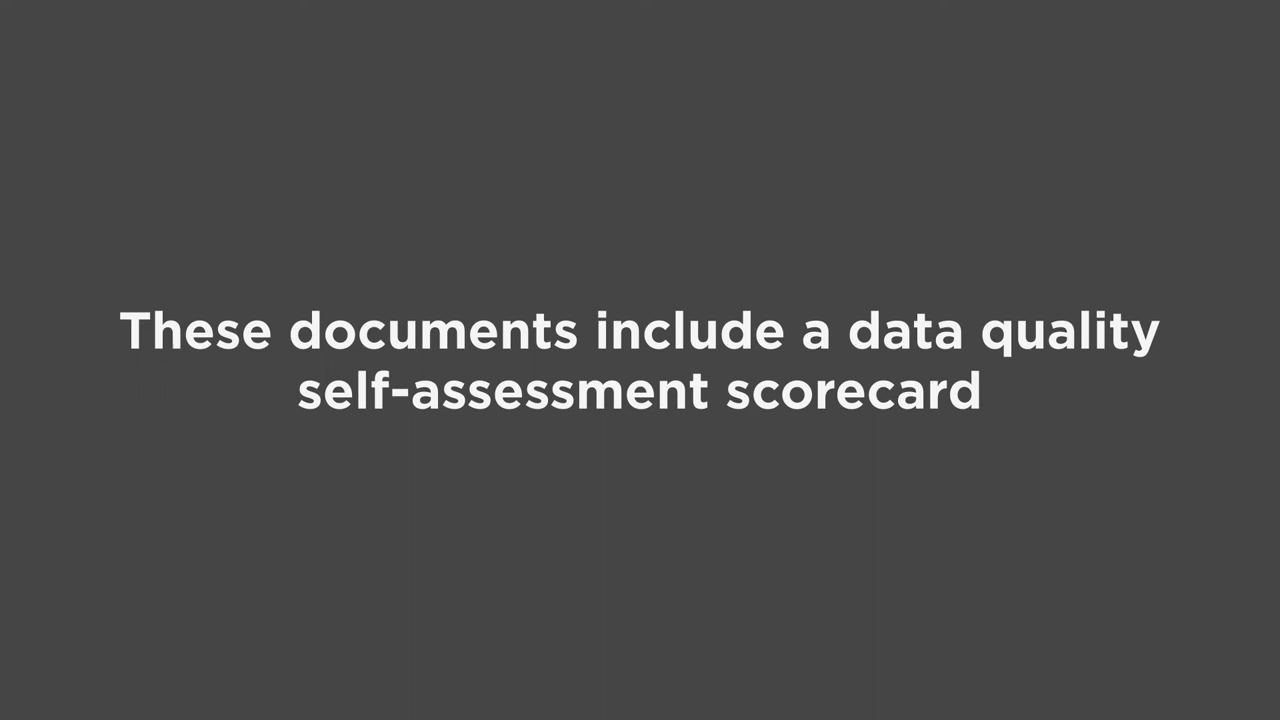 These documents include a data quality
self-assessment scorecard